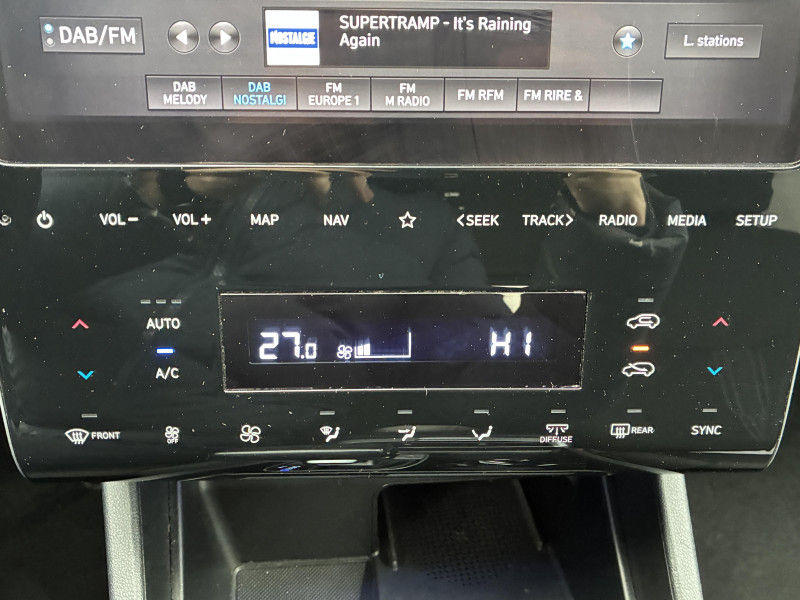 DAB/FM
NOSTALGIE
SUPERTRAMP - It's Raining
Again
L. stations
DAB
MELODY
DAB
NOSTALGI
FM
EUROPE 1
FM
M RADIO
FM RFM
FM RIRE &
VOL− VOL+ MAP NAV <SEEK TRACK> RADIO MEDIA SETUP
AUTO
A/C
27.0
HI
FRONT
OFF
DIFFUSE
REAR
SYNC